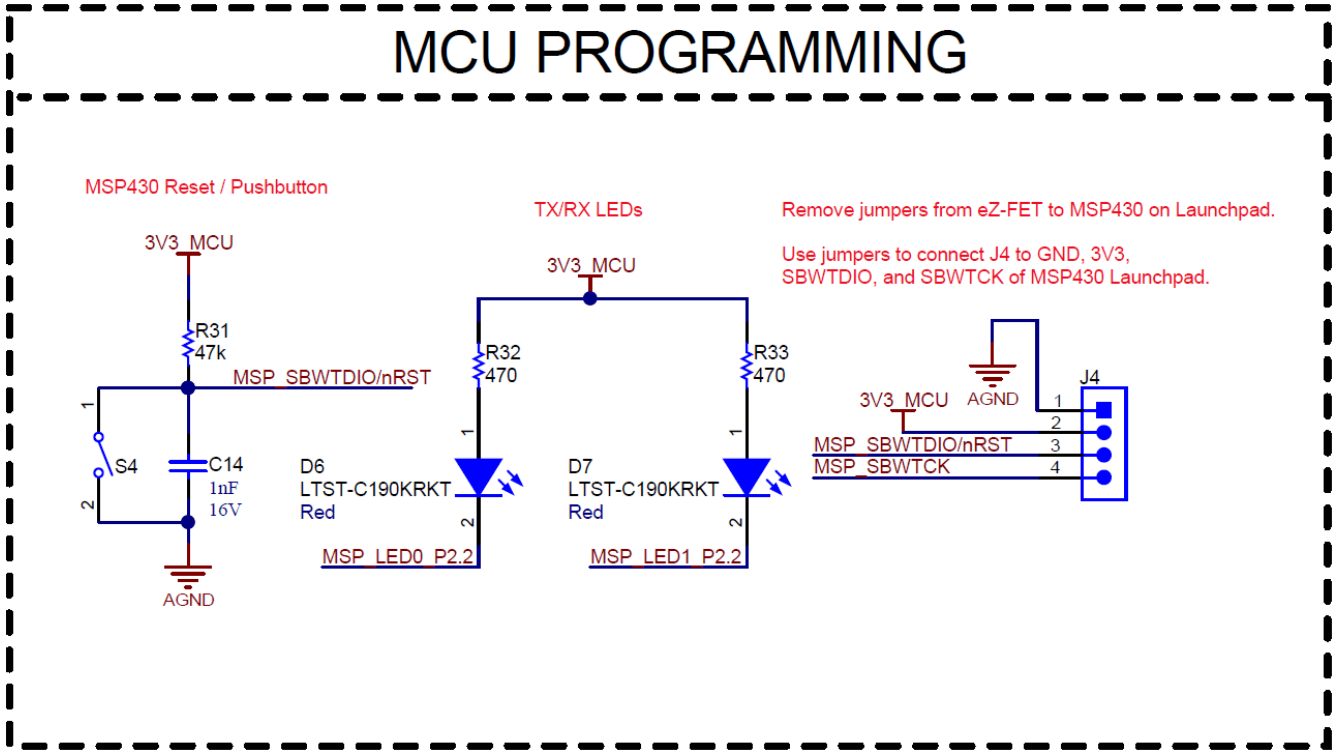 MCU PROGRAMMING
MSP430 Reset / Pushbutton
3V3_MCU
R31
47k
MSP_SBWTDIO/nRST
1
S4
2
C14
1nF
16V
AGND
TX/RX LEDs
3V3_MCU
R32
470
1
D6
LTST-C190KRKT
Red
2
MSP_LED0_P2.2
R33
470
1
D7
LTST-C190KRKT
Red
2
MSP_LED1_P2.2
Remove jumpers from eZ-FET to MSP430 on Launchpad.
Use jumpers to connect J4 to GND, 3V3,
SBWTDIO, and SBWTCK of MSP430 Launchpad.
AGND
J4
3V3_MCU
1
2
MSP_SBWTDIO/nRST
3
MSP_SBWTCK
4